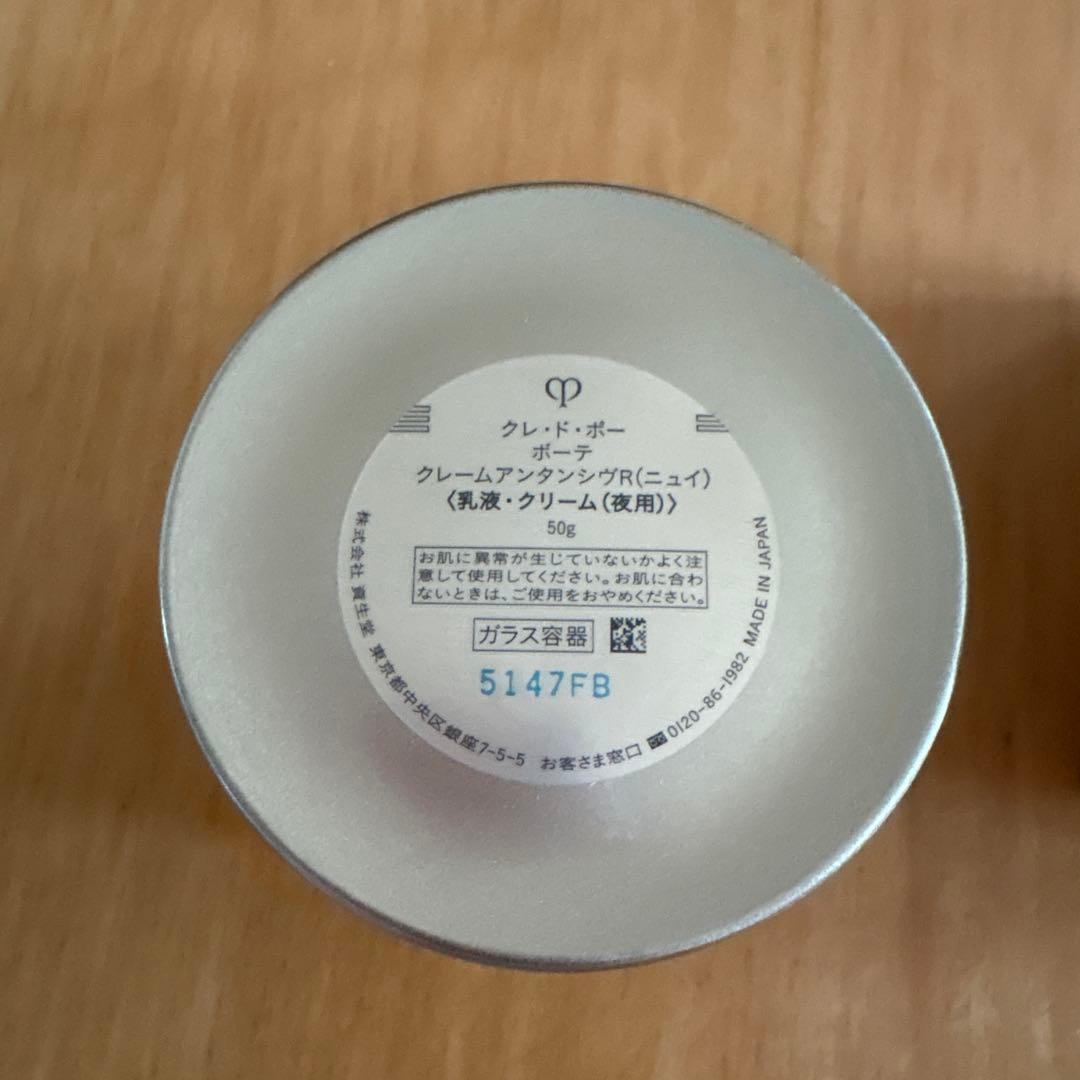 クレ・ド・ポー
ボーテ
クレームアンタンシヴR(ニュイ)
〈乳液・クリーム(夜用)〉
50g
お肌に異常が生じていないかよく注
意して使用してください。お肌に合わ
ないときは、ご使用をおやめください。
ガラス容器
5147FB
株式会社 資生堂 東京都中央区銀座7-5-5 お客さま窓口 0120-86-1982 MADE IN JAPAN